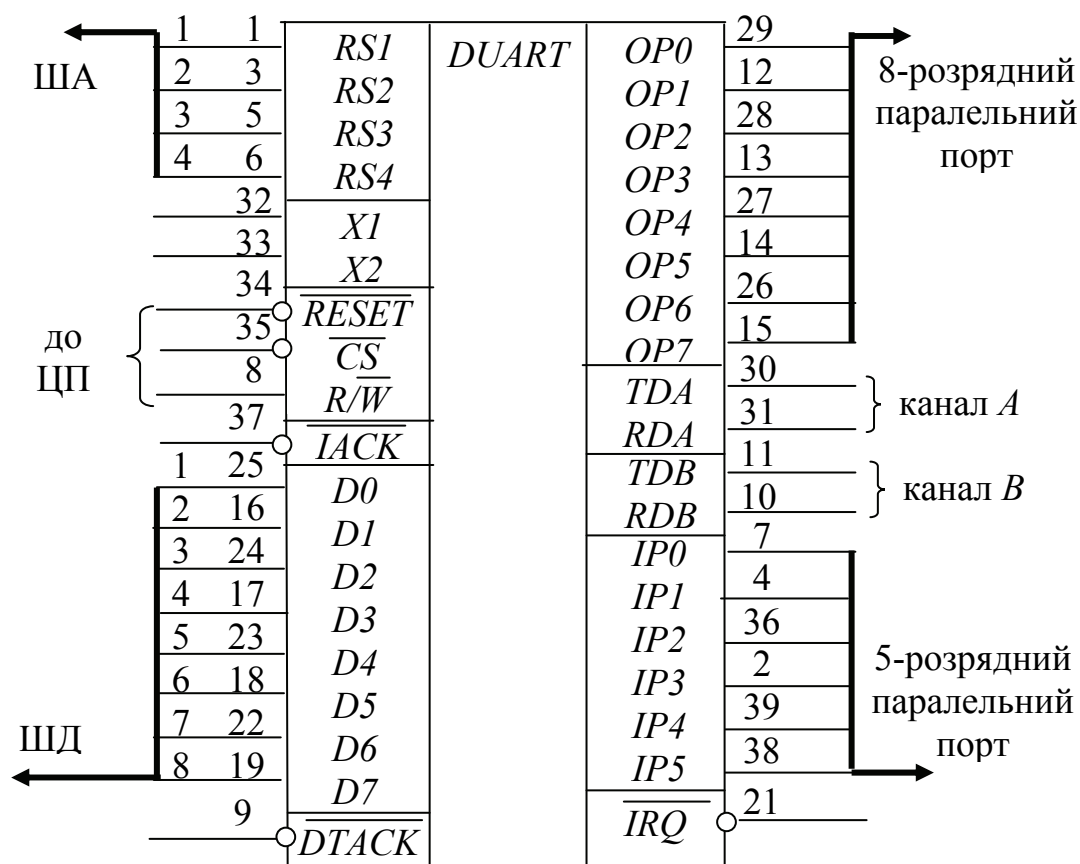 1 1 RS1 DUART OP0 29
ША 2 3 RS2 OP1 12 8-розрядний
3 5 RS3 OP2 28 паралельний
4 6 RS4 OP3 13 порт
32 X1 OP4 27
33 X2 OP5 14
34 RESET OP6 26
до 35 CS OP7 15
ЦП 8 R/W TDA 30 канал A
37 IACK RDA 31
1 25 D0 TDB 11 канал B
2 16 D1 RDB 10
3 24 D2 IP0 7
4 17 D3 IP1 4
5 23 D4 IP2 36
6 18 D5 IP3 2 5-розрядний
7 22 D6 IP4 39 паралельний
ШД 8 19 D7 IP5 38 порт
9 DTACK IRQ 21